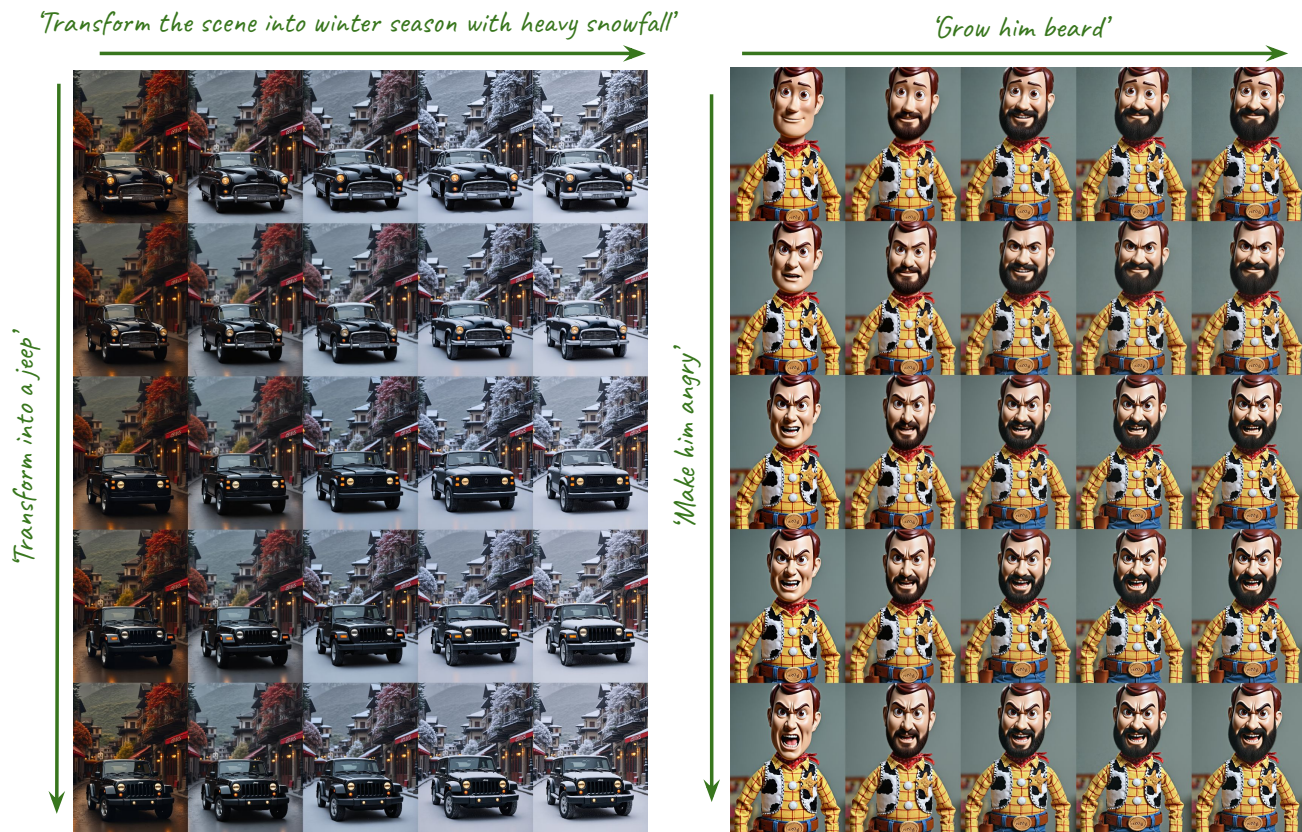 'Transform the scene into winter season with heavy snowfall'
'Grow him beard'
'Transform into a jeep'
'Make him angry'